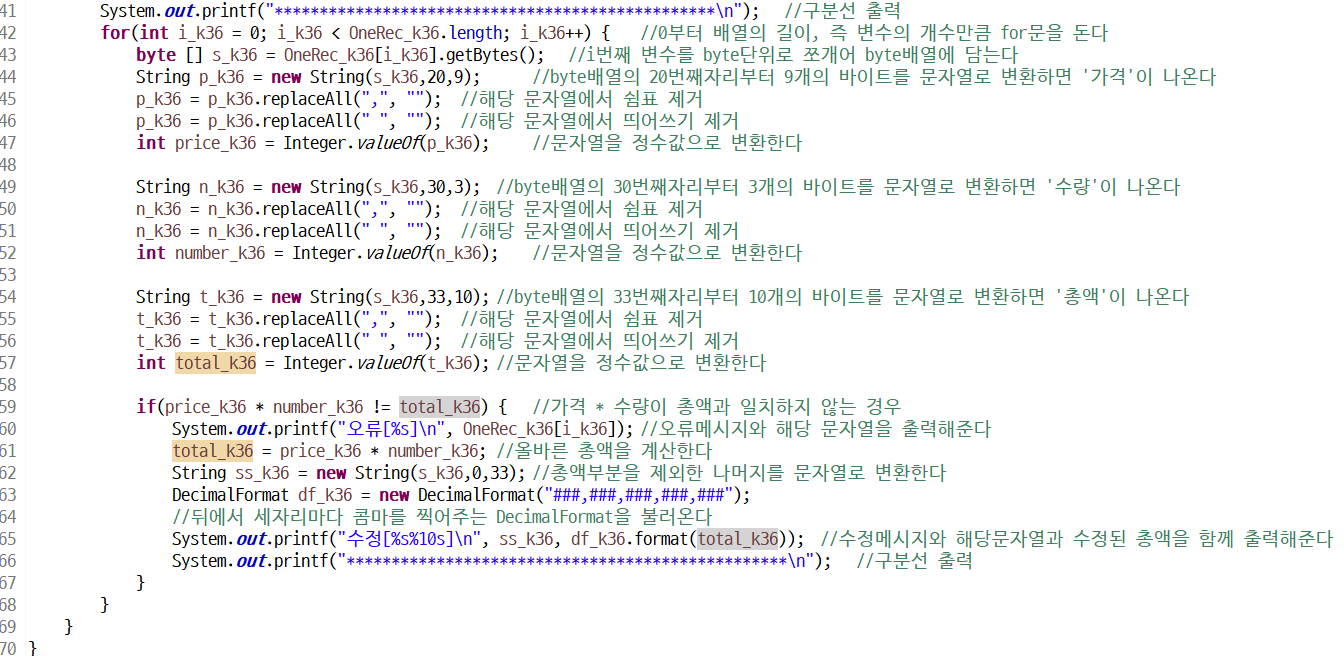 41 System.out.printf("*************************************************\n"); //구분선 출력
42 for(int i_k36 = 0; i_k36 < OneRec_k36.length; i_k36++) { //0부터 배열의 길이, 즉 변수의 개수만큼 for문을 돈다
43 byte [] s_k36 = OneRec_k36[i_k36].getBytes(); //i번째 변수를 byte단위로 쪼개어 byte배열에 담는다
44 String p_k36 = new String(s_k36,20,9); //byte배열의 20번째자리부터 9개의 바이트를 문자열로 변환하면 '가격'이 나온다
45 p_k36 = p_k36.replaceAll(",", ""); //해당 문자열에서 쉼표 제거
46 p_k36 = p_k36.replaceAll(" ", ""); //해당 문자열에서 띄어쓰기 제거
47 int price_k36 = Integer.valueOf(p_k36); //문자열을 정수값으로 변환한다
48
49 String n_k36 = new String(s_k36,30,3); //byte배열의 30번째자리부터 3개의 바이트를 문자열로 변환하면 '수량'이 나온다
50 n_k36 = n_k36.replaceAll(",", ""); //해당 문자열에서 쉼표 제거
51 n_k36 = n_k36.replaceAll(" ", ""); //해당 문자열에서 띄어쓰기 제거
52 int number_k36 = Integer.valueOf(n_k36); //문자열을 정수값으로 변환한다
53
54 String t_k36 = new String(s_k36,33,10); //byte배열의 33번째자리부터 10개의 바이트를 문자열로 변환하면 '총액'이 나온다
55 t_k36 = t_k36.replaceAll(",", ""); //해당 문자열에서 쉼표 제거
56 t_k36 = t_k36.replaceAll(" ", ""); //해당 문자열에서 띄어쓰기 제거
57 int total_k36 = Integer.valueOf(t_k36); //문자열을 정수값으로 변환한다
58
59 if(price_k36 * number_k36 != total_k36) { //가격 * 수량이 총액과 일치하지 않는 경우
60 System.out.printf("오류[%s]\n", OneRec_k36[i_k36]); //오류메시지와 해당 문자열을 출력해준다
61 total_k36 = price_k36 * number_k36; //올바른 총액을 계산한다
62 String ss_k36 = new String(s_k36,0,33); //총액부분을 제외한 나머지를 문자열로 변환한다
63 DecimalFormat df_k36 = new DecimalFormat("###,###,###,###,###");
64 //뒤에서 세자리마다 콤마를 찍어주는 DecimalFormat을 불러온다
65 System.out.printf("수정[%s%10s]\n", ss_k36, df_k36.format(total_k36)); //수정메시지와 해당문자열과 수정된 총액을 함께 출력해준다
66 System.out.printf("*************************************************\n"); //구분선 출력
67 }
68 }
69 }
70 }